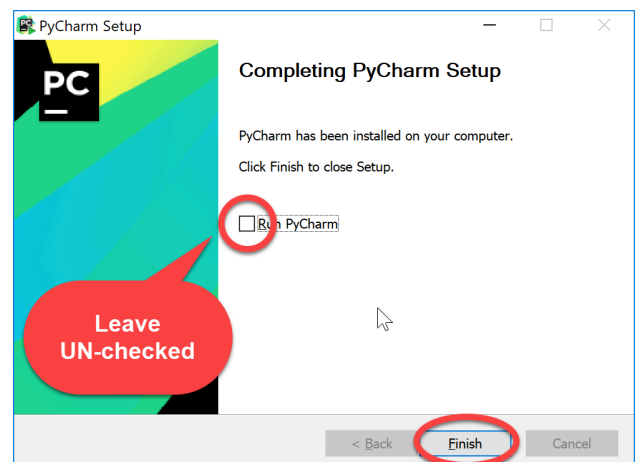 PyCharm Setup
PC
Completing PyCharm Setup
PyCharm has been installed on your computer.
Click Finish to close Setup.
Run PyCharm
Leave
UN-checked
< Back
Finish
Cancel